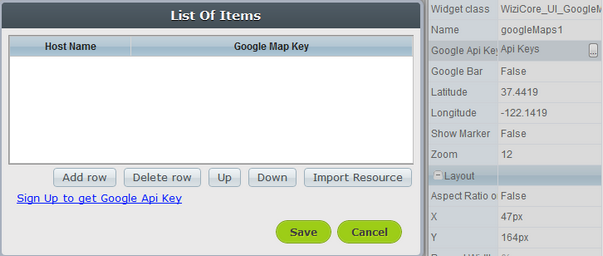 List Of Items
Host Name Google Map Key
Add row Delete row Up Down Import Resource
Sign Up to get Google Api Key
Save Cancel
Widget class WiziCore_UI_GoogleM
Name googleMaps1
Google Api Key Api Keys ...
Google Bar False
Latitude 37.4419
Longitude -122.1419
Show Marker False
Zoom 12
Layout
Aspect Ratio o False
X 47px
Y 164px